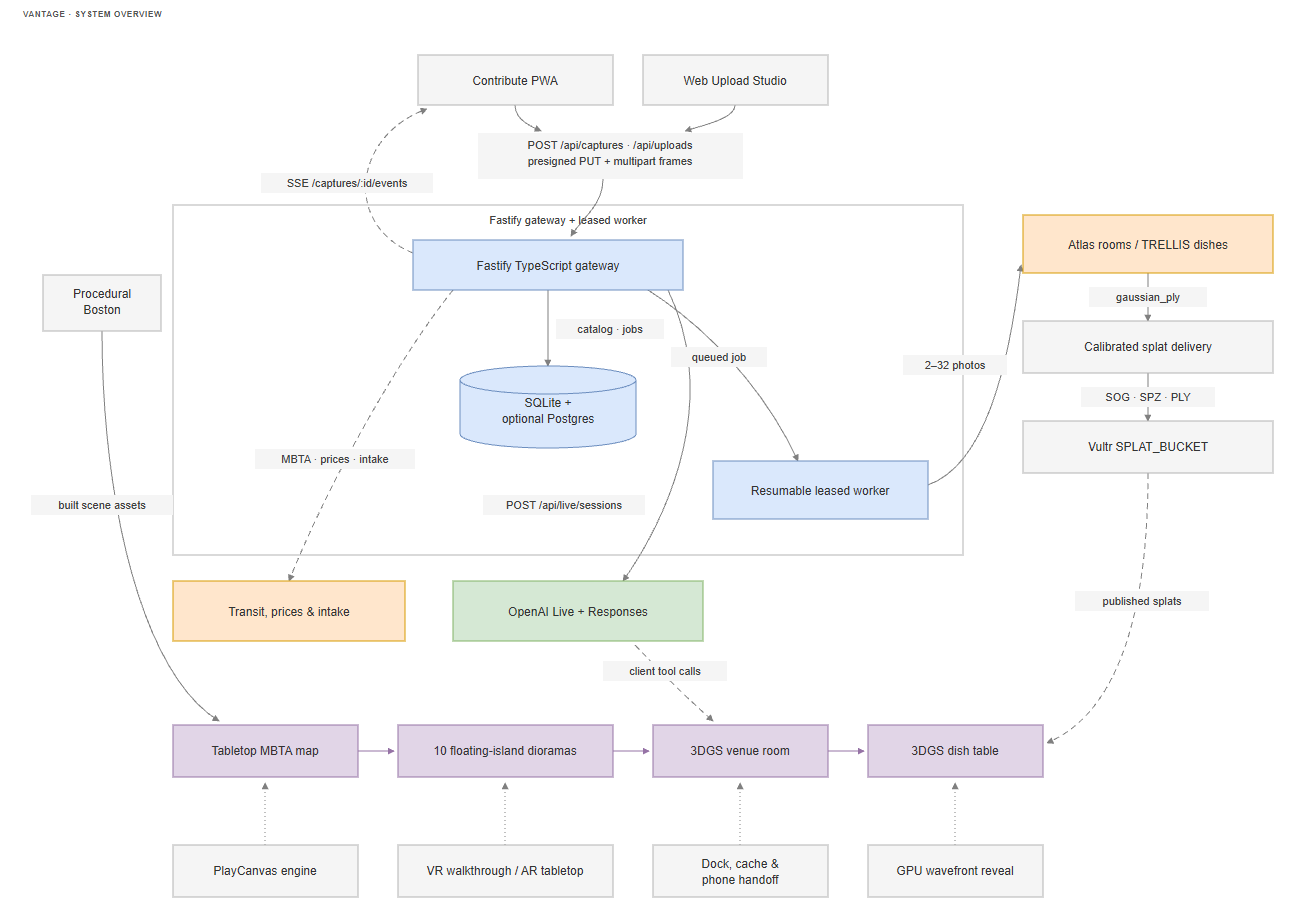 VANTAGE · SYSTEM OVERVIEW
Contribute PWA
Web Upload Studio
POST /api/captures · /api/uploads
presigned PUT + multipart frames
SSE /captures/:id/events
Fastify gateway + leased worker
Fastify TypeScript gateway
Atlas rooms / TRELLIS dishes
Procedural
Boston
gaussian_ply
catalog · jobs
queued job
Calibrated splat delivery
2–32 photos
SQLite +
optional Postgres
SOG · SPZ · PLY
Vultr SPLAT_BUCKET
MBTA · prices · intake
Resumable leased worker
built scene assets
POST /api/live/sessions
Transit, prices & intake
OpenAI Live + Responses
published splats
client tool calls
Tabletop MBTA map
10 floating-island dioramas
3DGS venue room
3DGS dish table
PlayCanvas engine
VR walkthrough / AR tabletop
Dock, cache &
phone handoff
GPU wavefront reveal